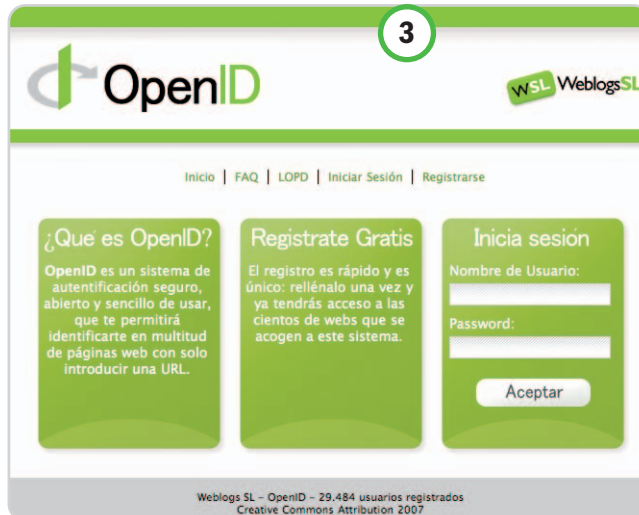 3
OpenID
WSL WeblogsSL
Inicio | FAQ | LOPD | Iniciar Sesión | Registrarse
¿Qué es OpenID?
OpenID es un sistema de
autentificación seguro,
abierto y sencillo de usar,
que te permitirá
identificarte en multitud
de páginas web con solo
introducir una URL.
Registrate Gratis
El registro es rápido y es
único: rellénalo una vez y
ya tendrás acceso a las
cientos de webs que se
acogen a este sistema.
Inicia sesión
Nombre de Usuario:
Password:
Aceptar
Weblogs SL - OpenID - 29.484 usuarios registrados
Creative Commons Attribution 2007